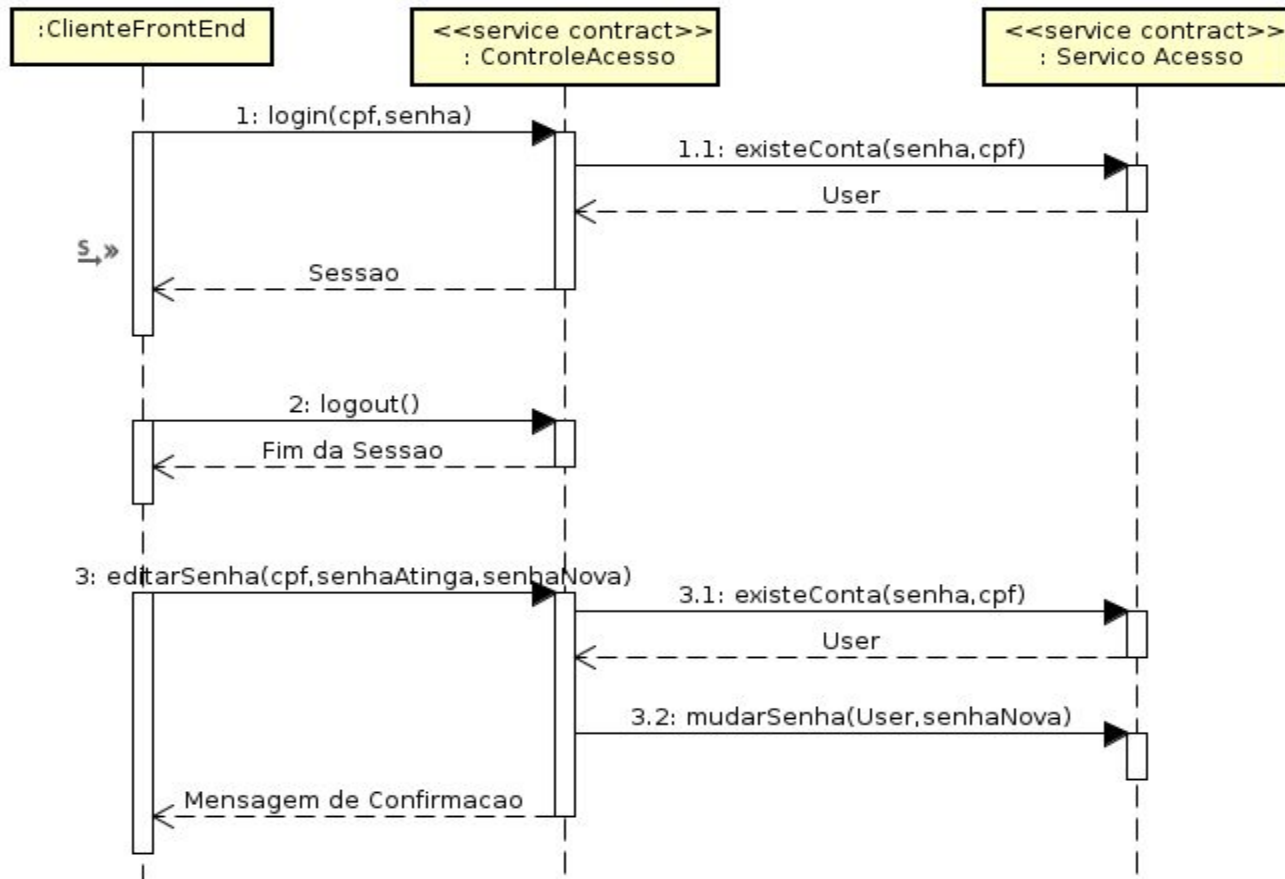 :ClienteFrontEnd
<<service contract>>
: ControleAcesso
<<service contract>>
: Servico Acesso
1: login(cpf,senha)
1.1: existeConta(senha,cpf)
User
S »
Sessao
2: logout()
Fim da Sessao
3: editarSenha(cpf,senhaAtinga,senhaNova)
3.1: existeConta(senha,cpf)
User
3.2: mudarSenha(User,senhaNova)
Mensagem de Confirmacao